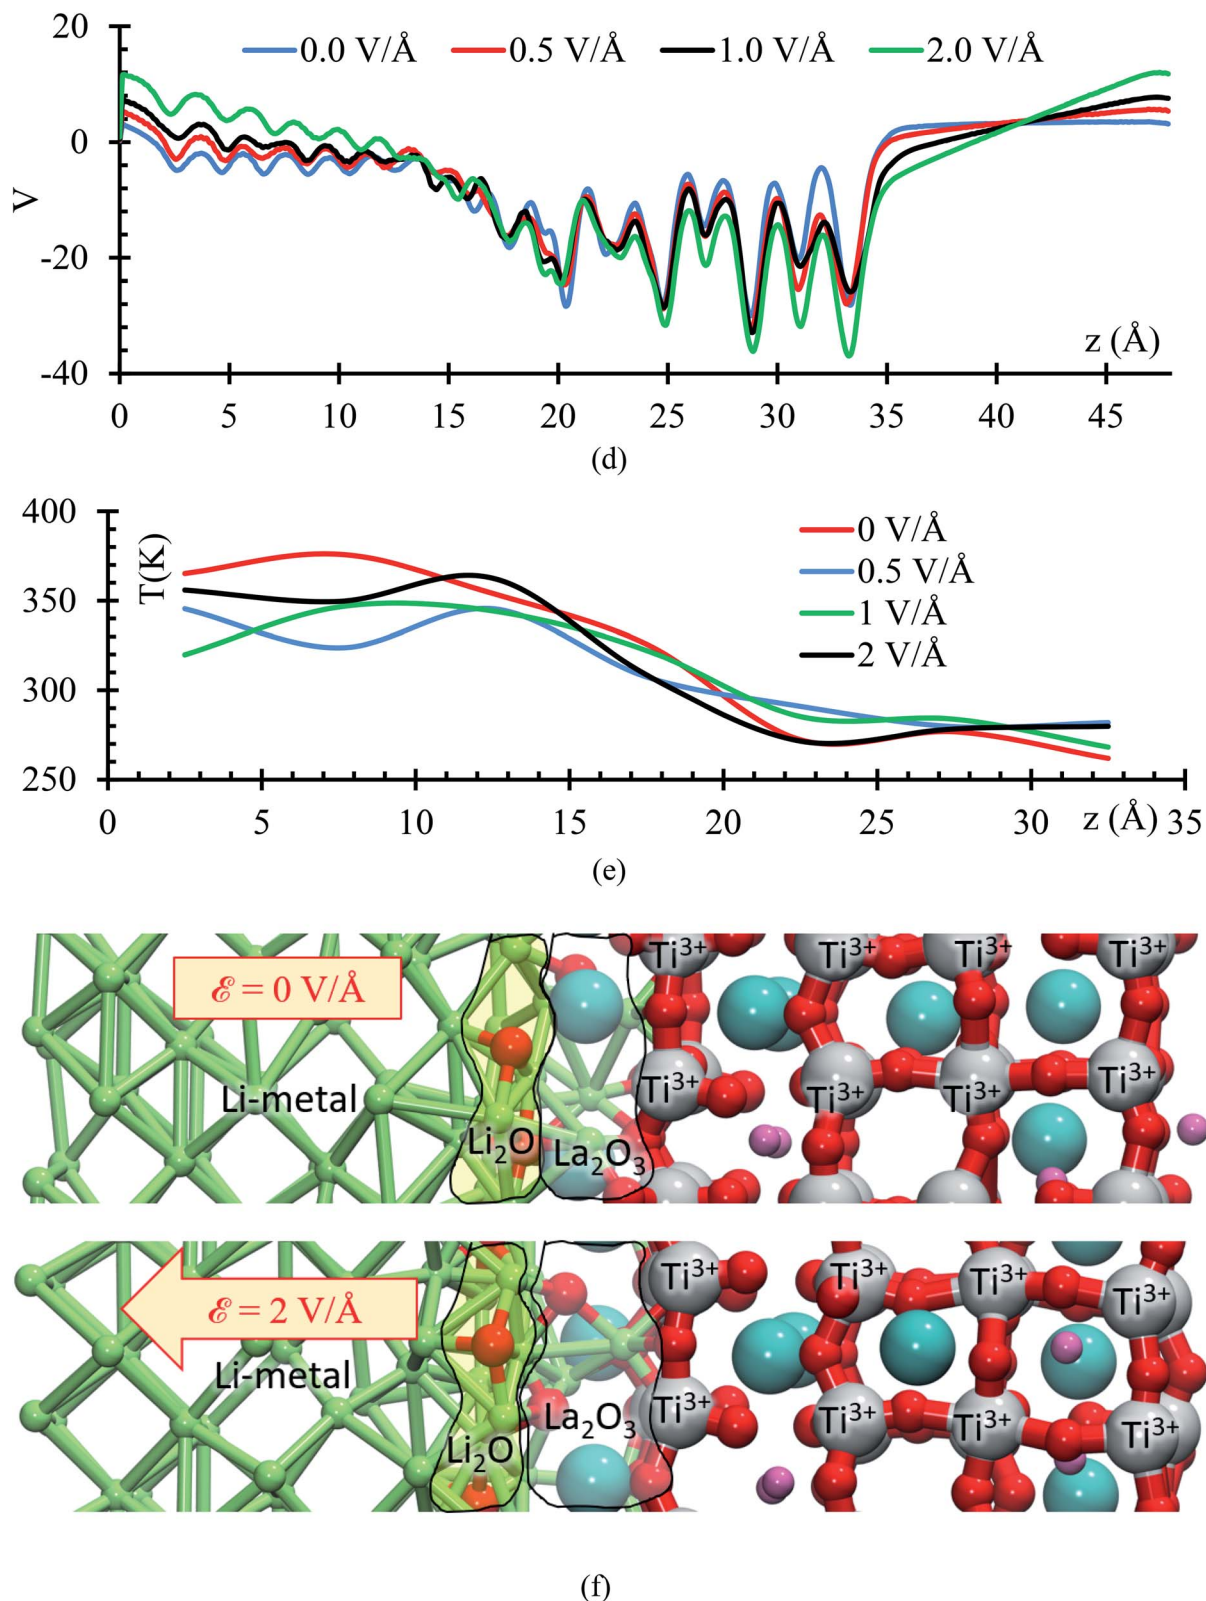 20
0.0 V/Å 0.5 V/Å 1.0 V/Å 2.0 V/Å
0
V
-20
z (Å)
-40
0 5 10 15 20 25 30 35 40 45
(d)
400
T(K)
0 V/Å
0.5 V/Å
350
1 V/Å
2 V/Å
300
250
0 5 10 15 20 25 30 z (Å) 35
(e)
Ti³⁺ Ti³⁺ Ti³⁺ Ti³⁺
ℰ = 0 V/Å
Ti³⁺ Ti³⁺ Ti³⁺ Ti³⁺
Li-metal
Li₂O La₂O₃
Ti³⁺ Ti³⁺ Ti³⁺ Ti³⁺
ℰ = 2 V/Å
Li-metal
Ti³⁺ Ti³⁺ Ti³⁺ Ti³⁺
La₂O₃
Li₂O
(f)